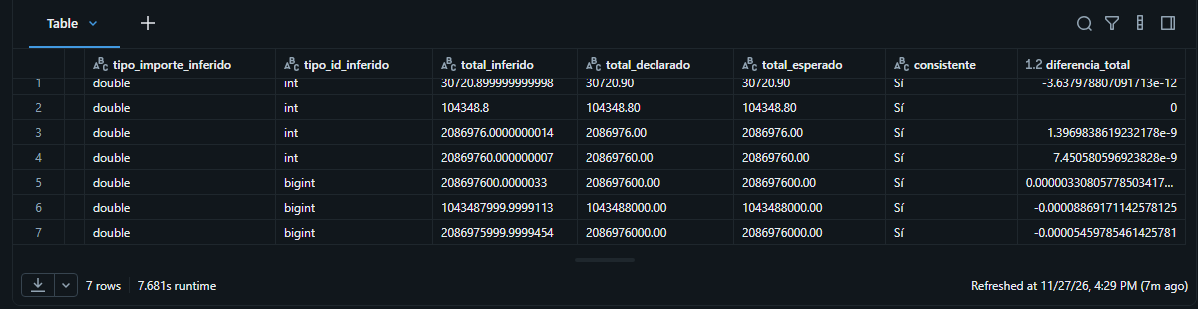 Table
tipo_importe_inferido tipo_id_inferido total_inferido total_declarado total_esperado consistente 1.2 diferencia_total
1 double int 30720.899999999998 30720.90 30720.90 Sí -3.637978807091713e-12
2 double int 104348.8 104348.80 104348.80 Sí 0
3 double int 2086976.0000000014 2086976.00 2086976.00 Sí 1.3969838619232178e-9
4 double int 20869760.000000007 20869760.00 20869760.00 Sí 7.450580596923828e-9
5 double bigint 208697600.0000033 208697600.00 208697600.00 Sí 0.00000330805778503417...
6 double bigint 1043487999.9999113 1043488000.00 1043488000.00 Sí -0.00008869171142578125
7 double bigint 2086975999.9999454 2086976000.00 2086976000.00 Sí -0.00005459785461425781
7 rows 7.681s runtime Refreshed at 11/27/26, 4:29 PM (7m ago)